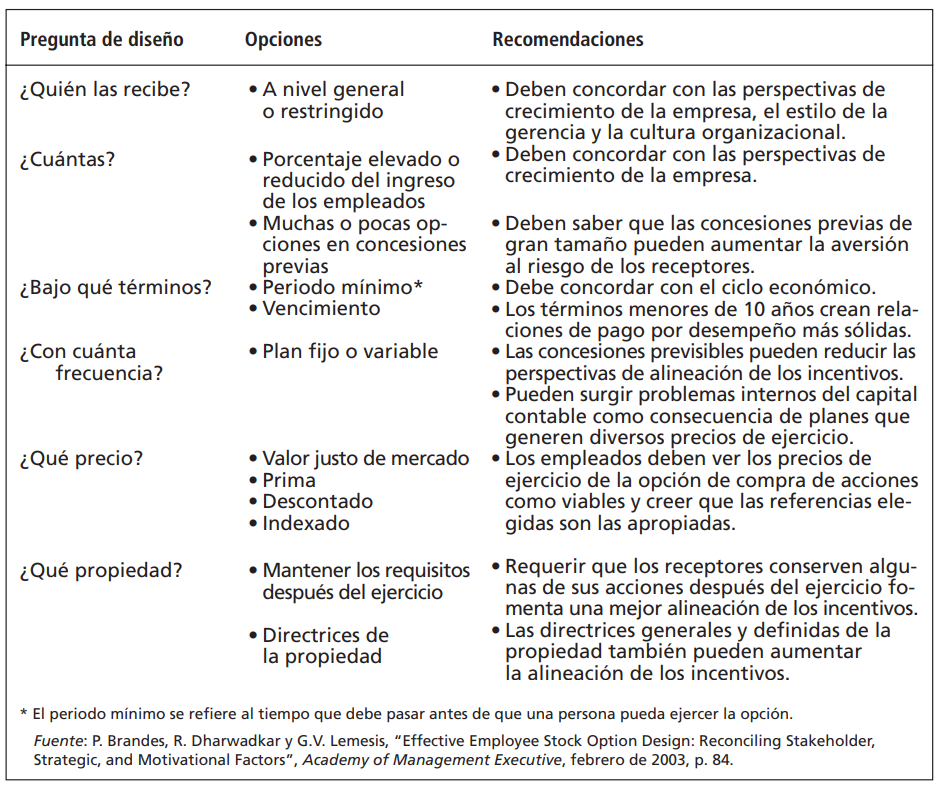 Pregunta de diseño Opciones Recomendaciones
¿Quién las recibe?
• A nivel general
o restringido
• Deben concordar con las perspectivas de
crecimiento de la empresa, el estilo de la
gerencia y la cultura organizacional.
¿Cuántas?
• Porcentaje elevado o
reducido del ingreso
de los empleados
• Deben concordar con las perspectivas de
crecimiento de la empresa.
• Muchas o pocas op-
ciones en concesiones
previas
• Deben saber que las concesiones previas de
gran tamaño pueden aumentar la aversión
al riesgo de los receptores.
¿Bajo qué términos?
• Periodo mínimo*
• Vencimiento
• Debe concordar con el ciclo económico.
• Los términos menores de 10 años crean rela-
ciones de pago por desempeño más sólidas.
¿Con cuánta
frecuencia?
• Plan fijo o variable
• Las concesiones previsibles pueden reducir las
perspectivas de alineación de los incentivos.
• Pueden surgir problemas internos del capital
contable como consecuencia de planes que
generen diversos precios de ejercicio.
¿Qué precio?
• Valor justo de mercado
• Prima
• Descontado
• Indexado
• Los empleados deben ver los precios de
ejercicio de la opción de compra de acciones
como viables y creer que las referencias ele-
gidas son las apropiadas.
¿Qué propiedad?
• Mantener los requisitos
después del ejercicio
• Requerir que los receptores conserven algu-
nas de sus acciones después del ejercicio fo-
menta una mejor alineación de los incentivos.
• Directrices de
la propiedad
• Las directrices generales y definidas de la
propiedad también pueden aumentar
la alineación de los incentivos.
* El periodo mínimo se refiere al tiempo que debe pasar antes de que una persona pueda ejercer la opción.
Fuente: P. Brandes, R. Dharwadkar y G.V. Lemesis, “Effective Employee Stock Option Design: Reconciling Stakeholder,
Strategic, and Motivational Factors”, Academy of Management Executive, febrero de 2003, p. 84.